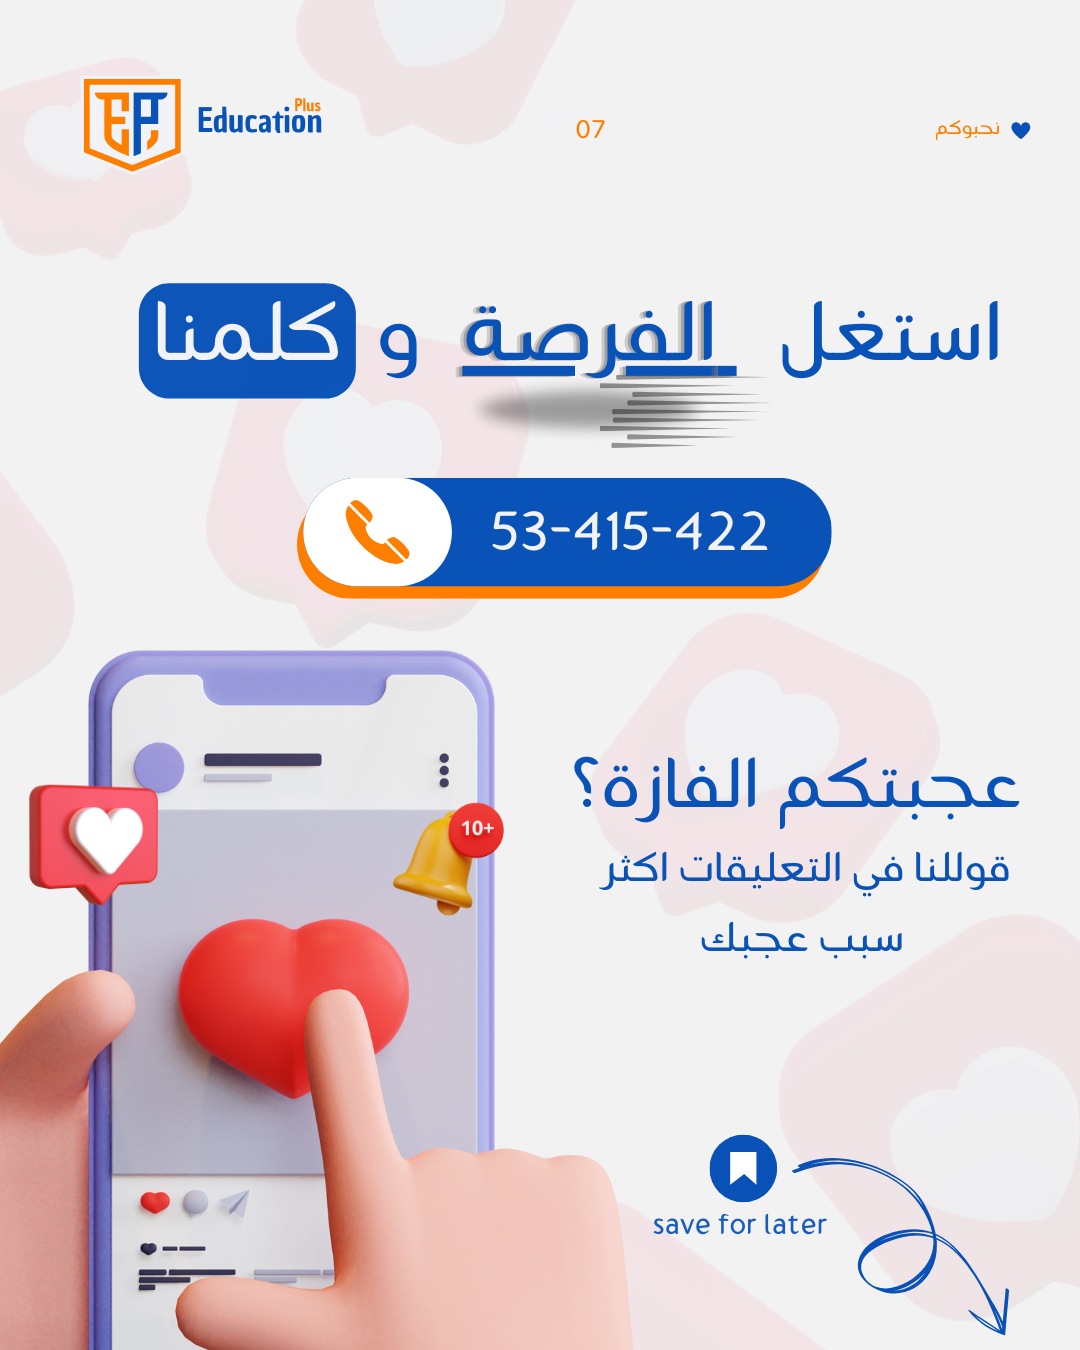 EP
Education Plus
07
نحبوكم
استغل الفرصة و كلمنا
53-415-422
10+
عجبتكم الفازة؟
قوللنا في التعليقات اكثر
سبب عجبك
save for later